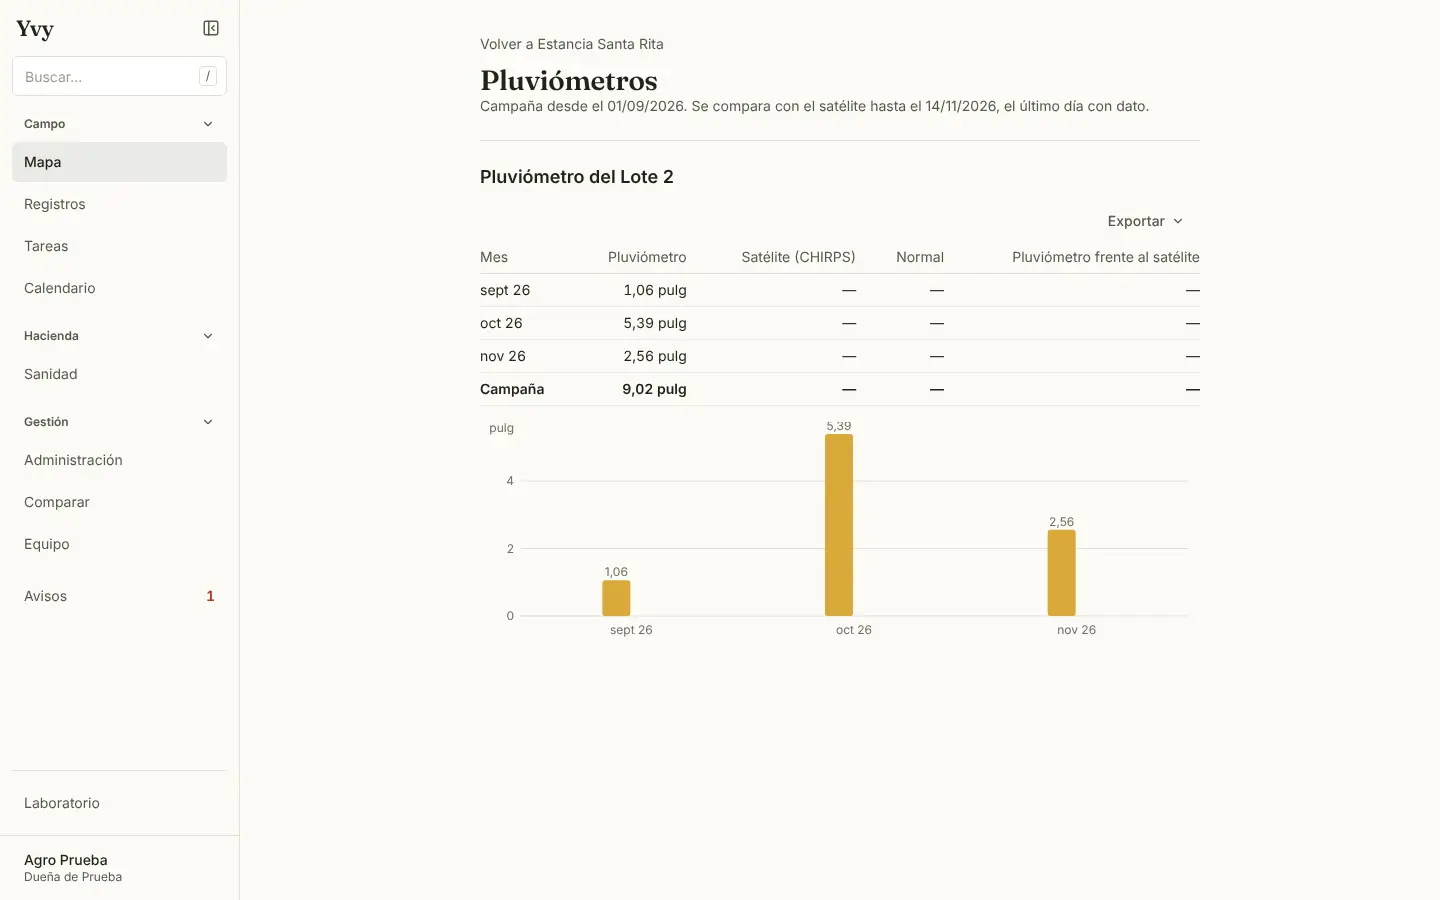 Yvy
Buscar...
/
Campo
Mapa
Registros
Tareas
Calendario
Hacienda
Sanidad
Gestión
Administración
Comparar
Equipo
Avisos 1
Laboratorio
Agro Prueba
Dueña de Prueba
Volver a Estancia Santa Rita
Pluviómetros
Campaña desde el 01/09/2026. Se compara con el satélite hasta el 14/11/2026, el último día con dato.
Pluviómetro del Lote 2
Exportar
Mes Pluviómetro Satélite (CHIRPS) Normal Pluviómetro frente al satélite
sept 26 1,06 pulg — — —
oct 26 5,39 pulg — — —
nov 26 2,56 pulg — — —
Campaña 9,02 pulg — — —
pulg
5,39
4
2,56
2
1,06
0
sept 26 oct 26 nov 26